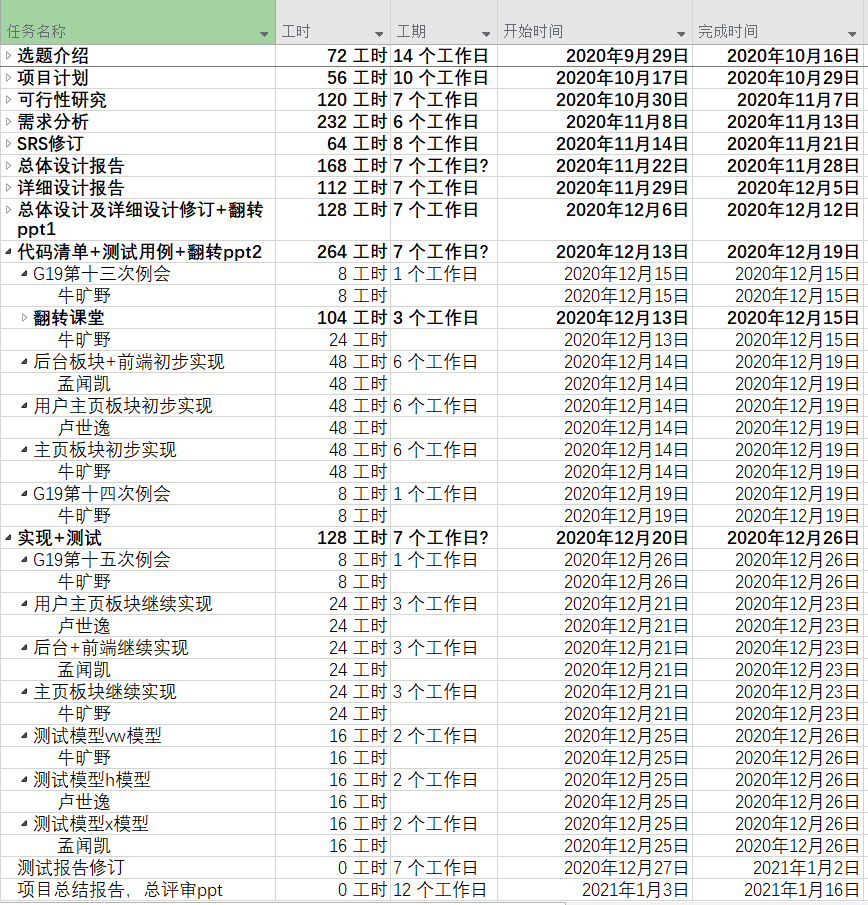 任务名称 工时 工期 开始时间 完成时间
选题介绍 72 工时 14 个工作日 2020年9月29日 2020年10月16日
项目计划 56 工时 10 个工作日 2020年10月17日 2020年10月29日
可行性研究 120 工时 7 个工作日 2020年10月30日 2020年11月7日
需求分析 232 工时 6 个工作日 2020年11月8日 2020年11月13日
SRS修订 64 工时 8 个工作日 2020年11月14日 2020年11月21日
总体设计报告 168 工时 7 个工作日? 2020年11月22日 2020年11月28日
详细设计报告 112 工时 7 个工作日 2020年11月29日 2020年12月5日
总体设计及详细设计修订+翻转 128 工时 7 个工作日 2020年12月6日 2020年12月12日
ppt1
代码清单+测试用例+翻转ppt2 264 工时 7 个工作日? 2020年12月13日 2020年12月19日
G19第十三次例会 8 工时 1 个工作日 2020年12月15日 2020年12月15日
牛旷野 8 工时 2020年12月15日 2020年12月15日
翻转课堂 104 工时 3 个工作日 2020年12月13日 2020年12月15日
牛旷野 24 工时 2020年12月13日 2020年12月15日
后台板块+前端初步实现 48 工时 6 个工作日 2020年12月14日 2020年12月19日
孟闻凯 48 工时 2020年12月14日 2020年12月19日
用户主页板块初步实现 48 工时 6 个工作日 2020年12月14日 2020年12月19日
卢世逸 48 工时 2020年12月14日 2020年12月19日
主页板块初步实现 48 工时 6 个工作日 2020年12月14日 2020年12月19日
牛旷野 48 工时 2020年12月14日 2020年12月19日
G19第十四次例会 8 工时 1 个工作日 2020年12月19日 2020年12月19日
牛旷野 8 工时 2020年12月19日 2020年12月19日
实现+测试 128 工时 7 个工作日? 2020年12月20日 2020年12月26日
G19第十五次例会 8 工时 1 个工作日 2020年12月26日 2020年12月26日
牛旷野 8 工时 2020年12月26日 2020年12月26日
用户主页板块继续实现 24 工时 3 个工作日 2020年12月21日 2020年12月23日
卢世逸 24 工时 2020年12月21日 2020年12月23日
后台+前端继续实现 24 工时 3 个工作日 2020年12月21日 2020年12月23日
孟闻凯 24 工时 2020年12月21日 2020年12月23日
主页板块继续实现 24 工时 3 个工作日 2020年12月21日 2020年12月23日
牛旷野 24 工时 2020年12月21日 2020年12月23日
测试模型vw模型 16 工时 2 个工作日 2020年12月25日 2020年12月26日
牛旷野 16 工时 2020年12月25日 2020年12月26日
测试模型h模型 16 工时 2 个工作日 2020年12月25日 2020年12月26日
卢世逸 16 工时 2020年12月25日 2020年12月26日
测试模型x模型 16 工时 2 个工作日 2020年12月25日 2020年12月26日
孟闻凯 16 工时 2020年12月25日 2020年12月26日
测试报告修订 0 工时 7 个工作日 2020年12月27日 2021年1月2日
项目总结报告，总评审ppt 0 工时 12 个工作日 2021年1月3日 2021年1月16日